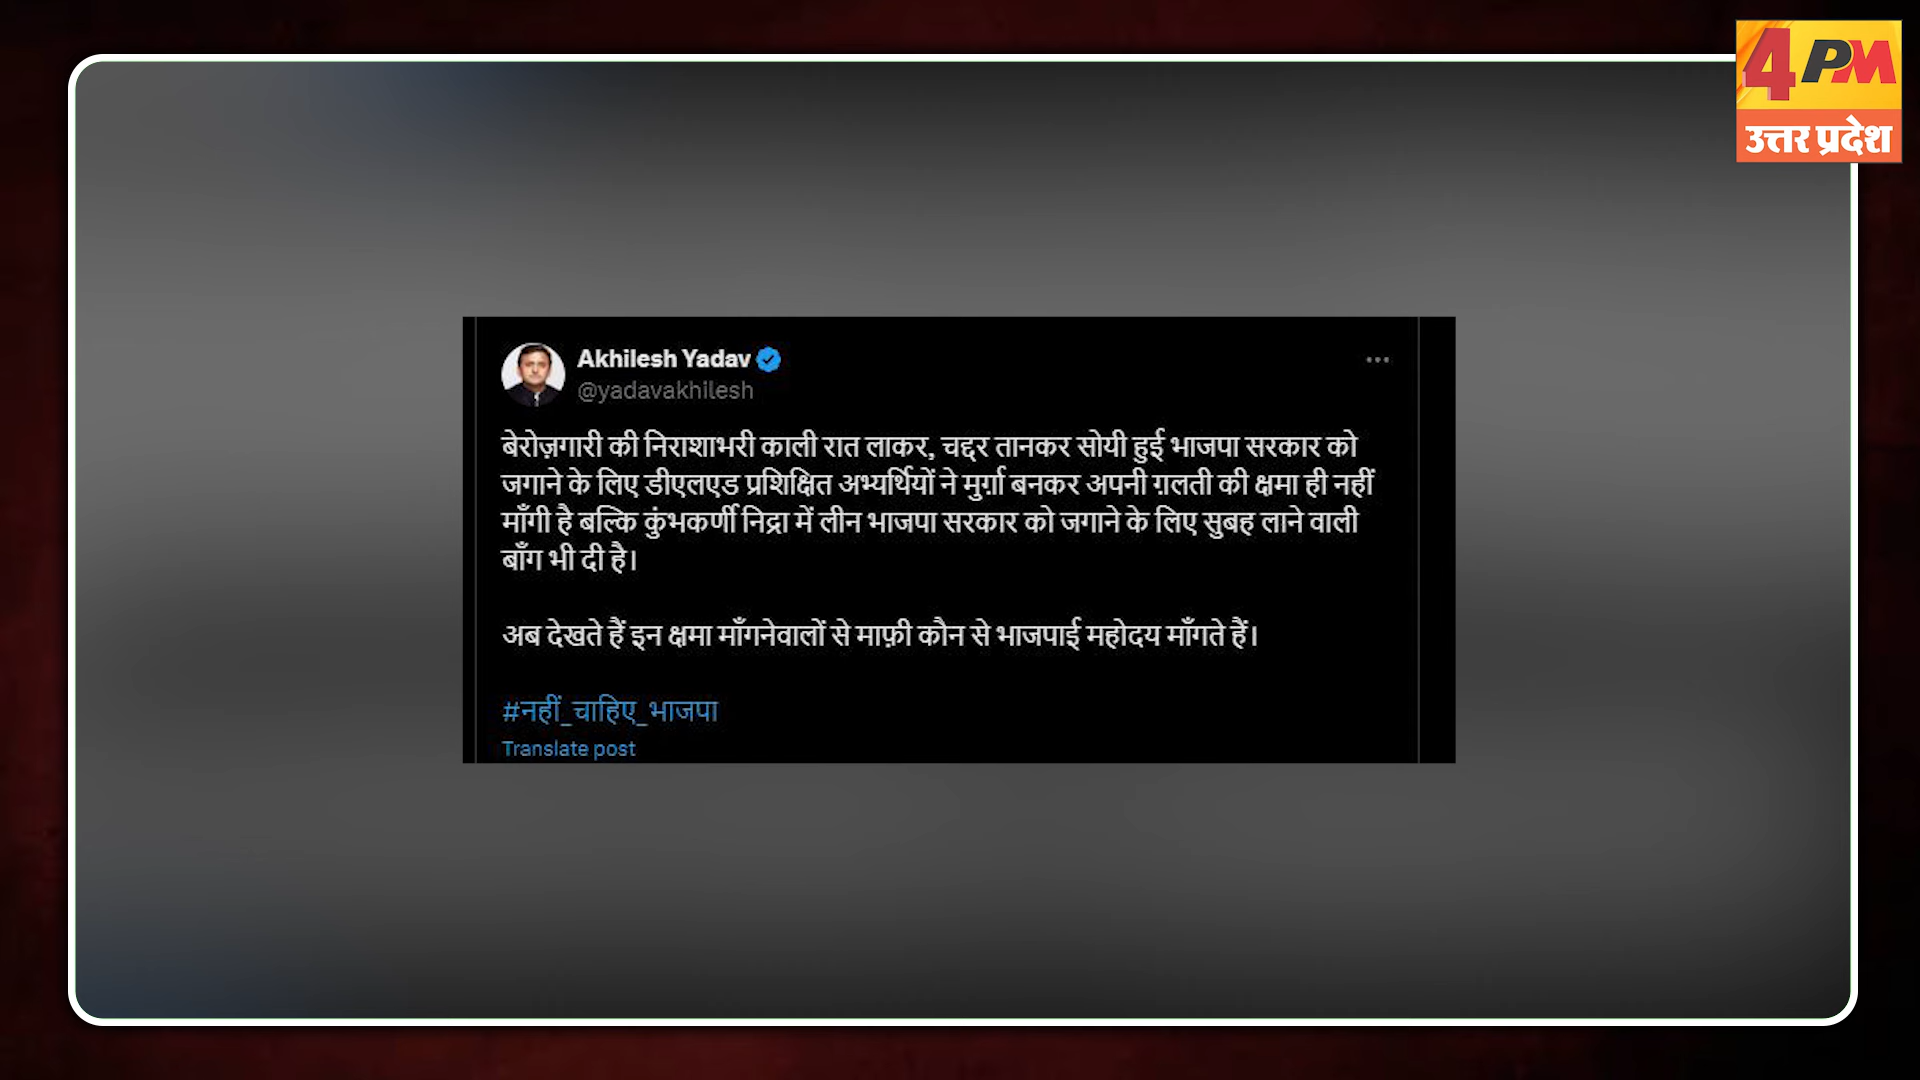 4PM
उत्तर प्रदेश
Akhilesh Yadav
@yadavakhilesh
बेरोज़गारी की निराशाभरी काली रात लाकर, चद्दर तानकर सोयी हुई भाजपा सरकार को
जगाने के लिए डीएलएड प्रशिक्षित अभ्यर्थियों ने मुर्ग़ा बनकर अपनी ग़लती की क्षमा ही नहीं
माँगी है बल्कि कुंभकर्णी निद्रा में लीन भाजपा सरकार को जगाने के लिए सुबह लाने वाली
बाँग भी दी है।
अब देखते हैं इन क्षमा माँगनेवालों से माफ़ी कौन से भाजपाई महोदय माँगते हैं।
#नहीं_चाहिए_भाजपा
Translate post